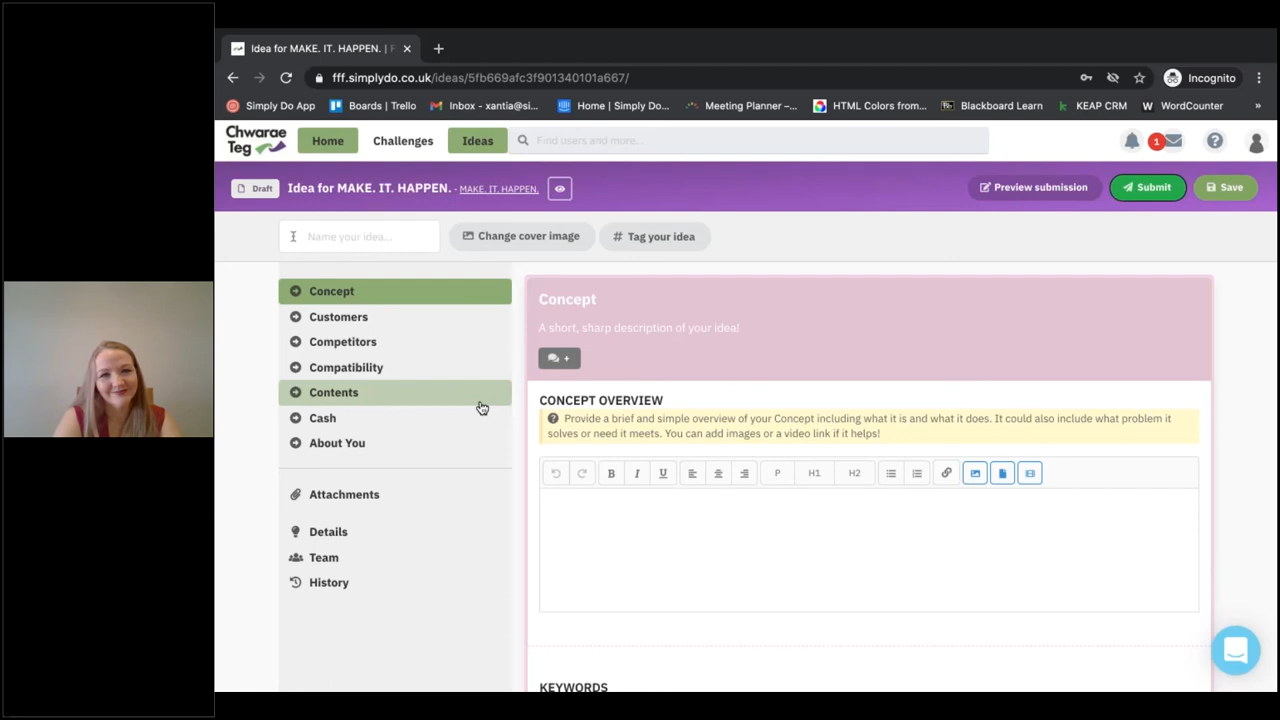 Idea for MAKE. IT. HAPPEN. | F
fff.simplydo.co.uk/ideas/5fb669afc3f901340101a667/
Incognito
Simply Do App
Boards | Trello
Inbox - xantia@si...
Home | Simply Do...
Meeting Planner –...
HTML Colors from...
Blackboard Learn
KEAP CRM
WordCounter
»
Chwarae
Teg
Home
Challenges
Ideas
Find users and more...
1
Draft
Idea for MAKE. IT. HAPPEN. - MAKE. IT. HAPPEN.
Preview submission
Submit
Save
Name your idea...
Change cover image
# Tag your idea
Concept
Customers
Competitors
Compatibility
Contents
Cash
About You
Attachments
Details
Team
History
Concept
A short, sharp description of your idea!
+
CONCEPT OVERVIEW
Provide a brief and simple overview of your Concept including what it is and what it does. It could also include what problem it
solves or need it meets. You can add images or a video link if it helps!
B I U P H1 H2
KEYWORDS